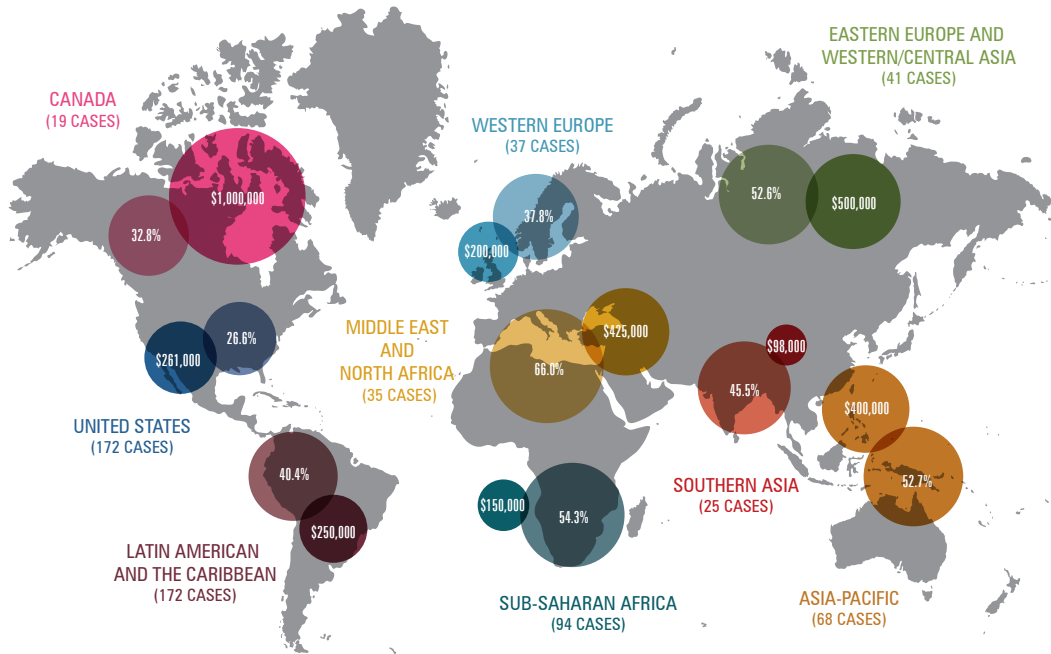 EASTERN EUROPE AND
WESTERN/CENTRAL ASIA
(41 CASES)
52.6%
$500,000
CANADA
(19 CASES)
$1,000,000
32.8%
WESTERN EUROPE
(37 CASES)
37.8%
$200,000
26.6%
$261,000
UNITED STATES
(172 CASES)
MIDDLE EAST
AND
NORTH AFRICA
(35 CASES)
$425,000
66.0%
$98,000
45.5%
SOUTHERN ASIA
(25 CASES)
$400,000
52.7%
ASIA-PACIFIC
(68 CASES)
40.4%
$250,000
LATIN AMERICAN
AND THE CARIBBEAN
(172 CASES)
$150,000
54.3%
SUB-SAHARAN AFRICA
(94 CASES)